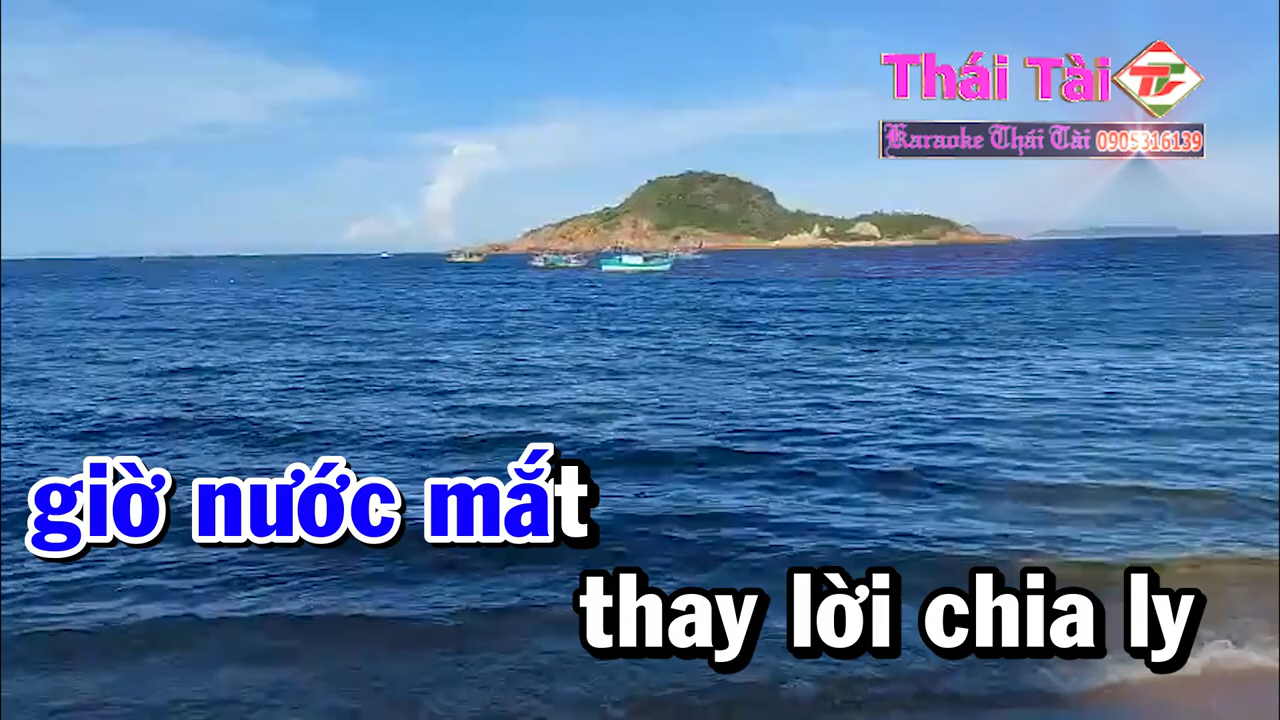 Thái Tài
Karaoke Thái Tài 0905316139
giờ nước mắt
thay lời chia ly